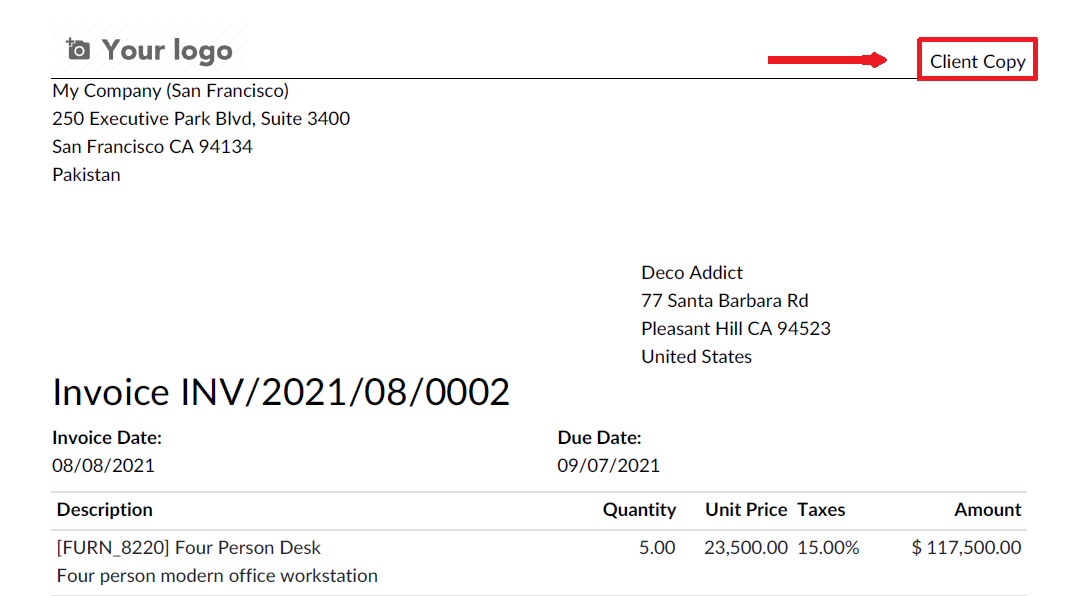 Your logo
Client Copy
My Company (San Francisco)
250 Executive Park Blvd, Suite 3400
San Francisco CA 94134
Pakistan
Deco Addict
77 Santa Barbara Rd
Pleasant Hill CA 94523
United States
Invoice INV/2021/08/0002
Invoice Date: Due Date:
08/08/2021 09/07/2021
Description Quantity Unit Price Taxes Amount
[FURN_8220] Four Person Desk 5.00 23,500.00 15.00% $ 117,500.00
Four person modern office workstation